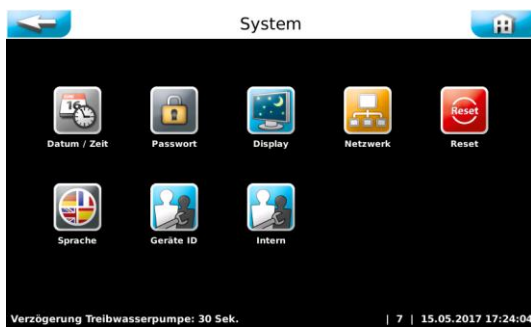 System
16
Reset
Datum / Zeit
Passwort
Display
Netzwerk
Reset
Sprache
Geräte ID
Intern
Verzögerung Treibwasserpumpe: 30 Sek. | 7 | 15.05.2017 17:24:04